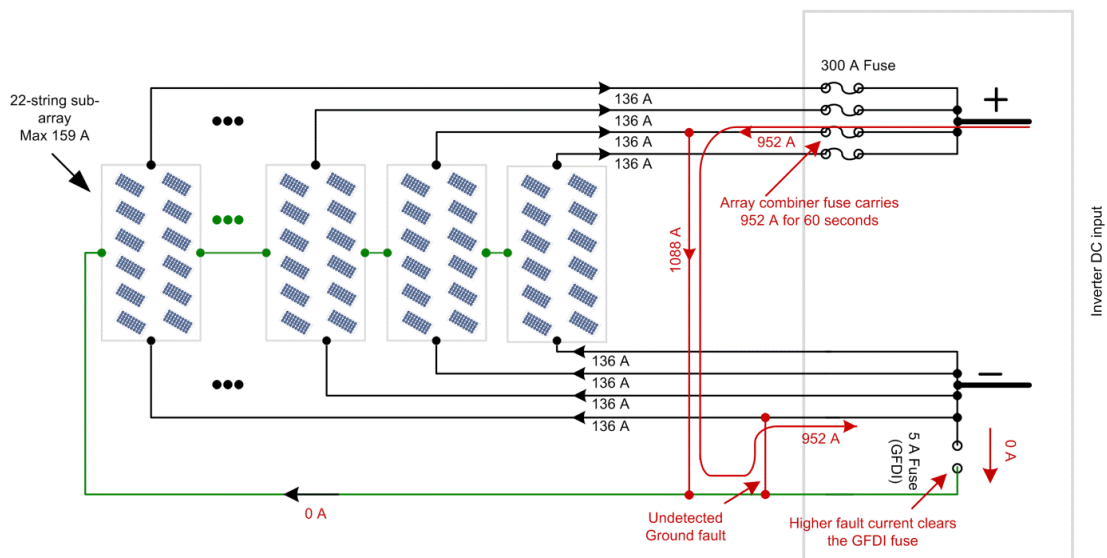 300 A Fuse
22-string sub-
array
Max 159 A
+
136 A
136 A
136 A
952 A
136 A
Array combiner fuse carries
952 A for 60 seconds
1088 A
Inverter DC input
136 A
–
136 A
136 A
136 A
952 A
5 A Fuse
(GFDI)
0 A
0 A
Undetected
Ground fault
Higher fault current clears
the GFDI fuse